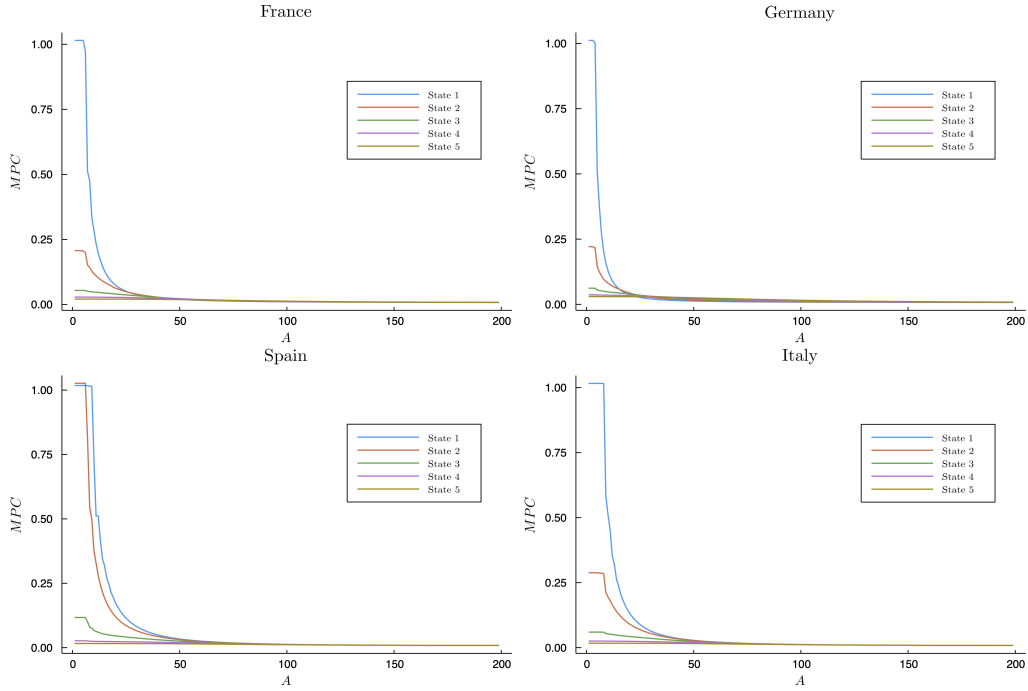 France
1.00
0.75
0.50
0.25
0.00
MPC
0
50
100
150
200
A
State 1
State 2
State 3
State 4
State 5
Germany
1.00
0.75
0.50
0.25
0.00
MPC
0
50
100
150
200
A
State 1
State 2
State 3
State 4
State 5
Spain
1.00
0.75
0.50
0.25
0.00
MPC
0
50
100
150
200
A
State 1
State 2
State 3
State 4
State 5
Italy
1.00
0.75
0.50
0.25
0.00
MPC
0
50
100
150
200
A
State 1
State 2
State 3
State 4
State 5